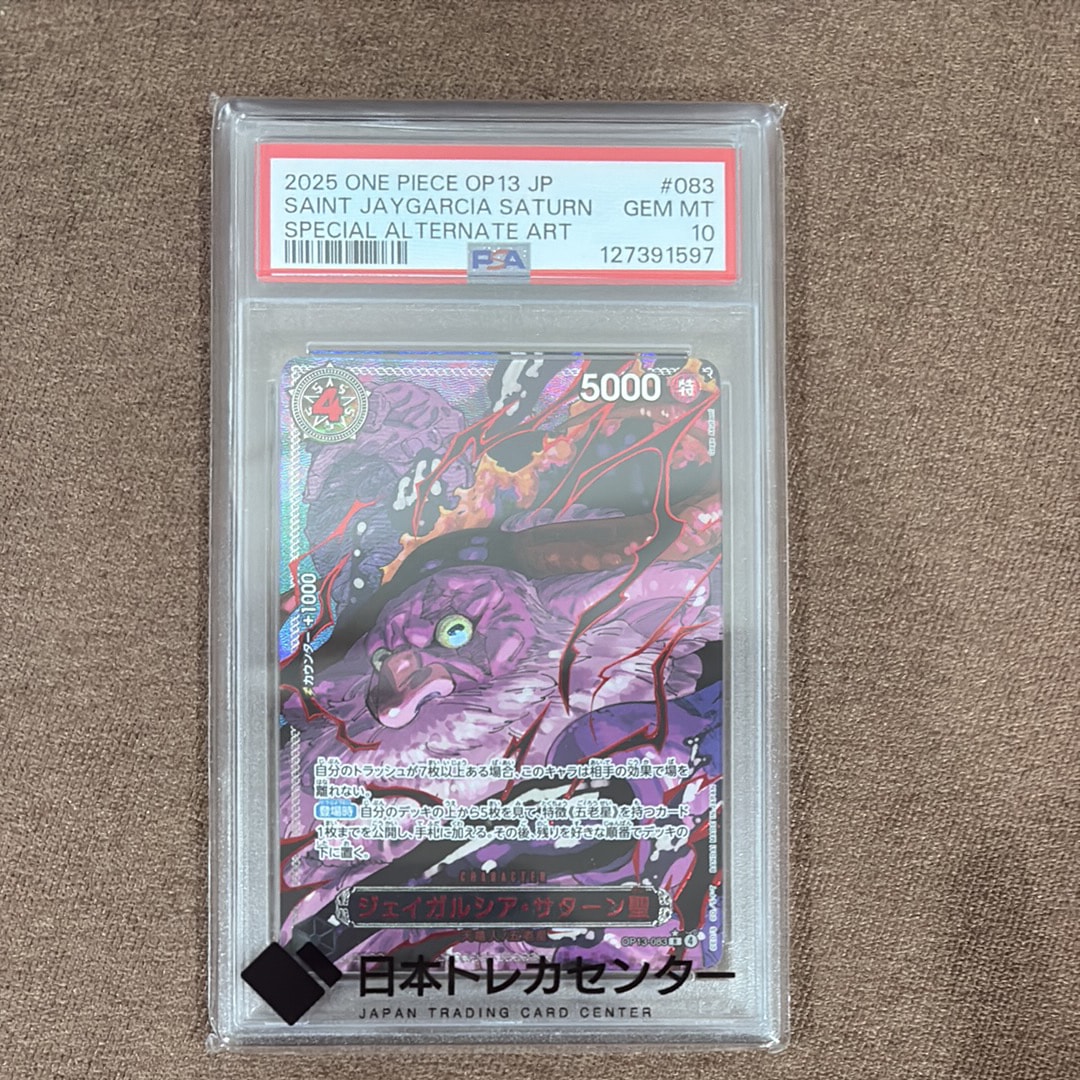 2025 ONE PIECE OP13 JP #083
SAINT JAYGARCIA SATURN GEM MT
SPECIAL ALTERNATE ART 10
127391597
PSA
4
5000 特
カウンター +1000
自分のトラッシュが7枚以上ある場合、このキャラは相手の効果で場を
離れない。
登場時 自分のデッキの上から5枚を見て、特徴《五老星》を持つカード
1枚までを公開し、手札に加える。その後、残りを好きな順番でデッキの
下に置く。
CHARACTER
ジェイガルシア・サターン聖
OP13-083 R 4
日本トレカセンター
JAPAN TRADING CARD CENTER